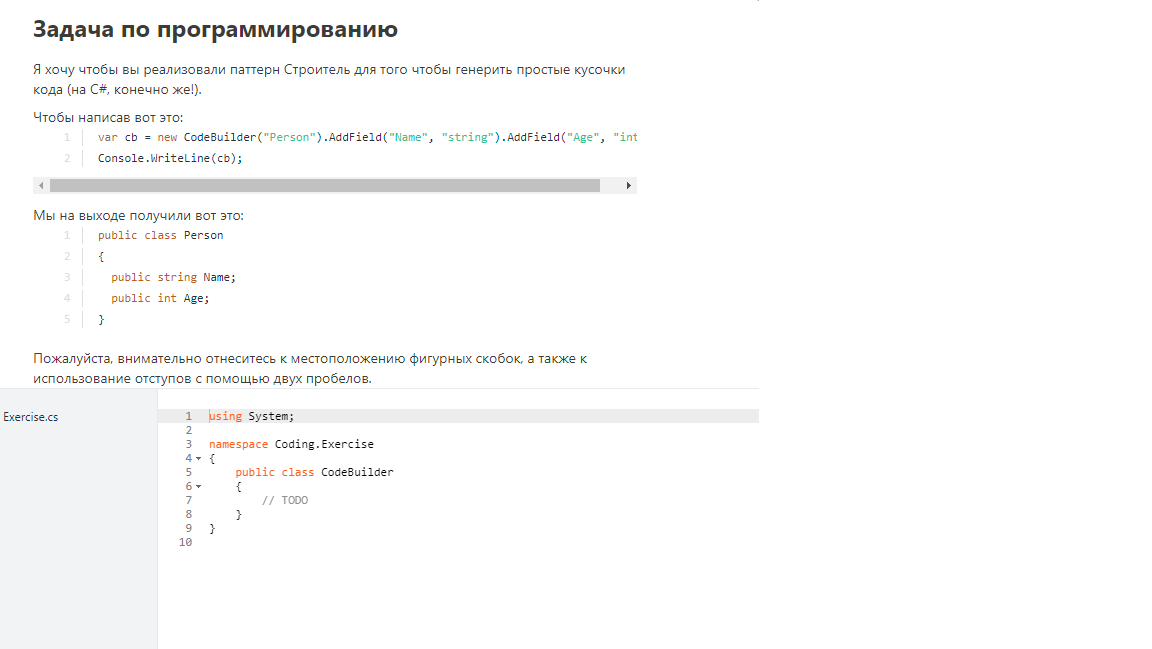 Задача по программированию
Я хочу чтобы вы реализовали паттерн Строитель для того чтобы генерить простые кусочки
кода (на C#, конечно же!).
Чтобы написав вот это:
1 var cb = new CodeBuilder("Person").AddField("Name", "string").AddField("Age", "int
2 Console.WriteLine(cb);
Мы на выходе получили вот это:
1 public class Person
2 {
3 public string Name;
4 public int Age;
5 }
Пожалуйста, внимательно отнеситесь к местоположению фигурных скобок, а также к
использование отступов с помощью двух пробелов.
Exercise.cs
1 using System;
2
3 namespace Coding.Exercise
4 {
5 public class CodeBuilder
6 {
7 // TODO
8 }
9 }
10